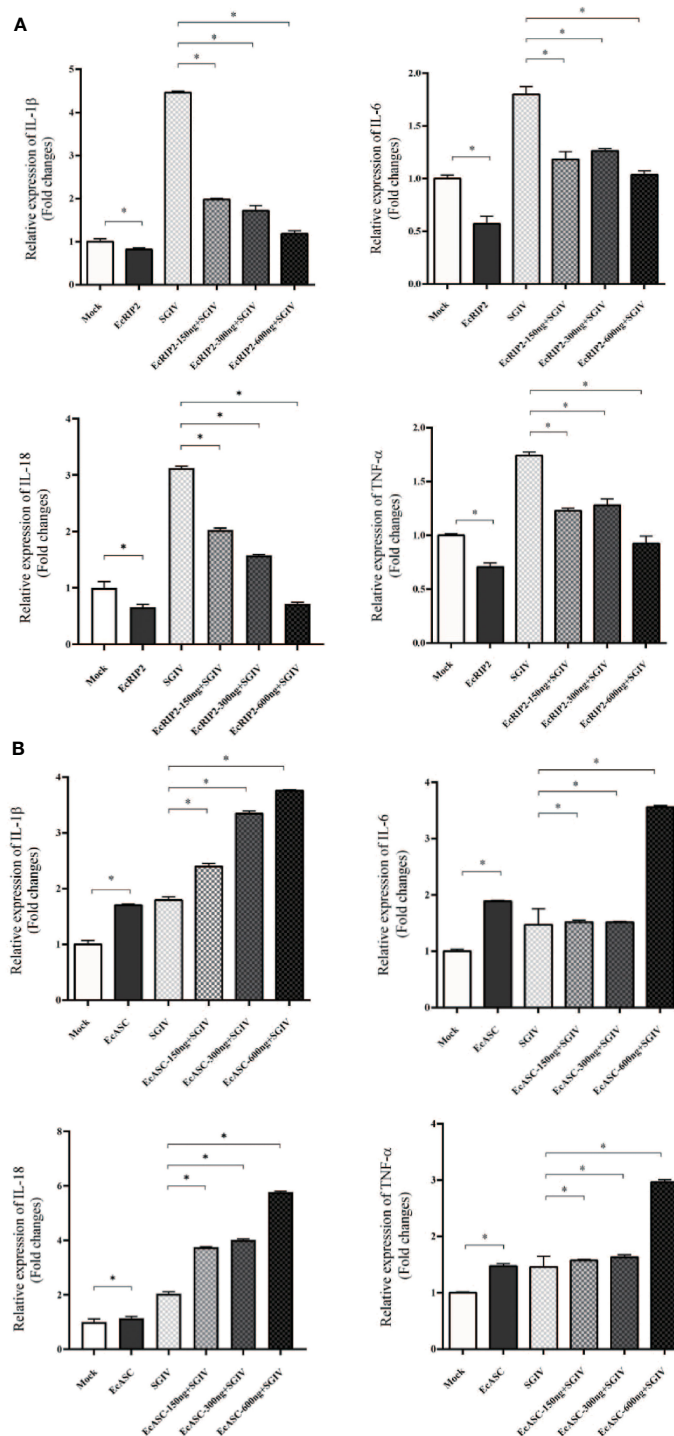 A
Relative expression of IL-1β
(Fold changes)
5
4
3
2
1
0
*
*
*
*
Mock
EcRIP2
SGIV
EcRIP2-150ng+SGIV
EcRIP2-300ng+SGIV
EcRIP2-600ng+SGIV
Relative expression of IL-6
(Fold changes)
2.0
1.5
1.0
0.5
0.0
*
*
*
*
Mock
EcRIP2
SGIV
EcRIP2-150ng+SGIV
EcRIP2-300ng+SGIV
EcRIP2-600ng+SGIV
Relative expression of IL-18
(Fold changes)
4
3
2
1
0
*
*
*
*
Mock
EcRIP2
SGIV
EcRIP2-150ng+SGIV
EcRIP2-300ng+SGIV
EcRIP2-600ng+SGIV
Relative expression of TNF-α
(Fold changes)
2.0
1.5
1.0
0.5
0.0
*
*
*
*
Mock
EcRIP2
SGIV
EcRIP2-150ng+SGIV
EcRIP2-300ng+SGIV
EcRIP2-600ng+SGIV
B
Relative expression of IL-1β
(Fold changes)
4
3
2
1
0
*
*
*
*
Mock
EcASC
SGIV
EcASC-150ng+SGIV
EcASC-300ng+SGIV
EcASC-600ng+SGIV
Relative expression of IL-6
(Fold changes)
4
3
2
1
0
*
*
*
*
Mock
EcASC
SGIV
EcASC-150ng+SGIV
EcASC-300ng+SGIV
EcASC-600ng+SGIV
Relative expression of IL-18
(Fold changes)
8
6
4
2
0
*
*
*
*
Mock
EcASC
SGIV
EcASC-150ng+SGIV
EcASC-300ng+SGIV
EcASC-600ng+SGIV
Relative expression of TNF-α
(Fold changes)
4
3
2
1
0
*
*
*
*
Mock
EcASC
SGIV
EcASC-150ng+SGIV
EcASC-300ng+SGIV
EcASC-600ng+SGIV